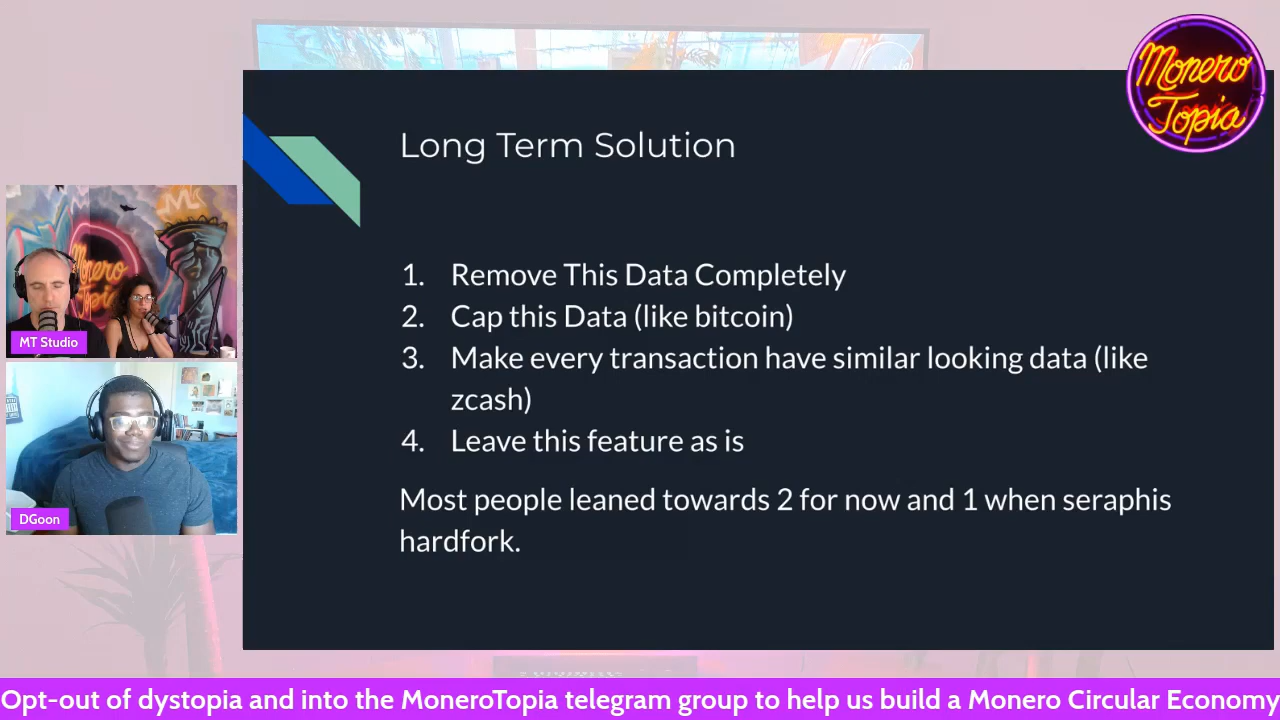 Monero
Topia
Long Term Solution
1. Remove This Data Completely
2. Cap this Data (like bitcoin)
3. Make every transaction have similar looking data (like
zcash)
4. Leave this feature as is
Most people leaned towards 2 for now and 1 when seraphis
hardfork.
MT Studio
DGoon
Opt-out of dystopia and into the MoneroTopia telegram group to help us build a Monero Circular Economy